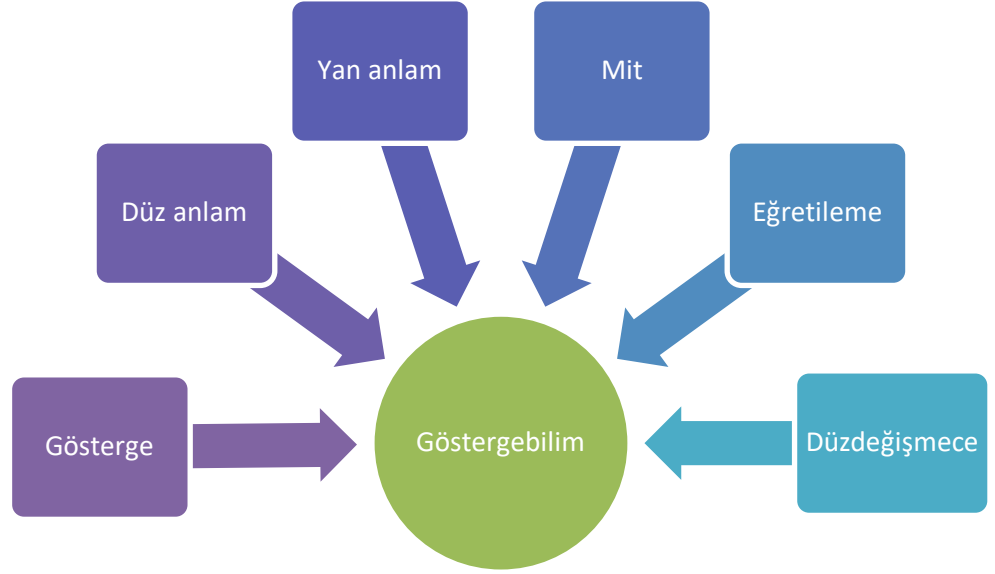 Yan anlam
Mit
Düz anlam
Eğretileme
Gösterge
Göstergebilim
Düzdeğişmece